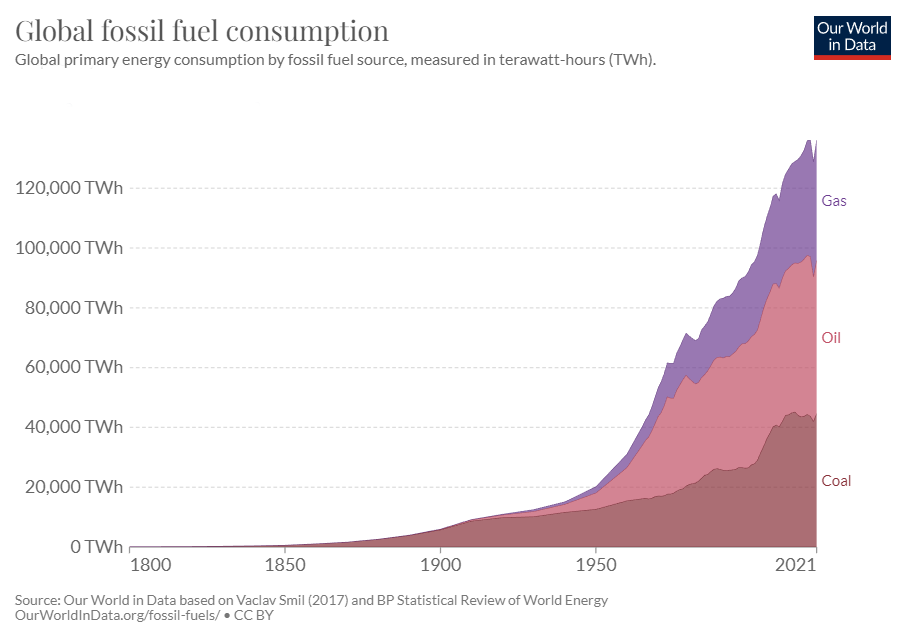 Global fossil fuel consumption
Global primary energy consumption by fossil fuel source, measured in terawatt-hours (TWh).
Our World
in Data
120,000 TWh
100,000 TWh
80,000 TWh
60,000 TWh
40,000 TWh
20,000 TWh
0 TWh
Gas
Oil
Coal
1800
1850
1900
1950
2021
Source: Our World in Data based on Vaclav Smil (2017) and BP Statistical Review of World Energy
OurWorldInData.org/fossil-fuels/ • CC BY